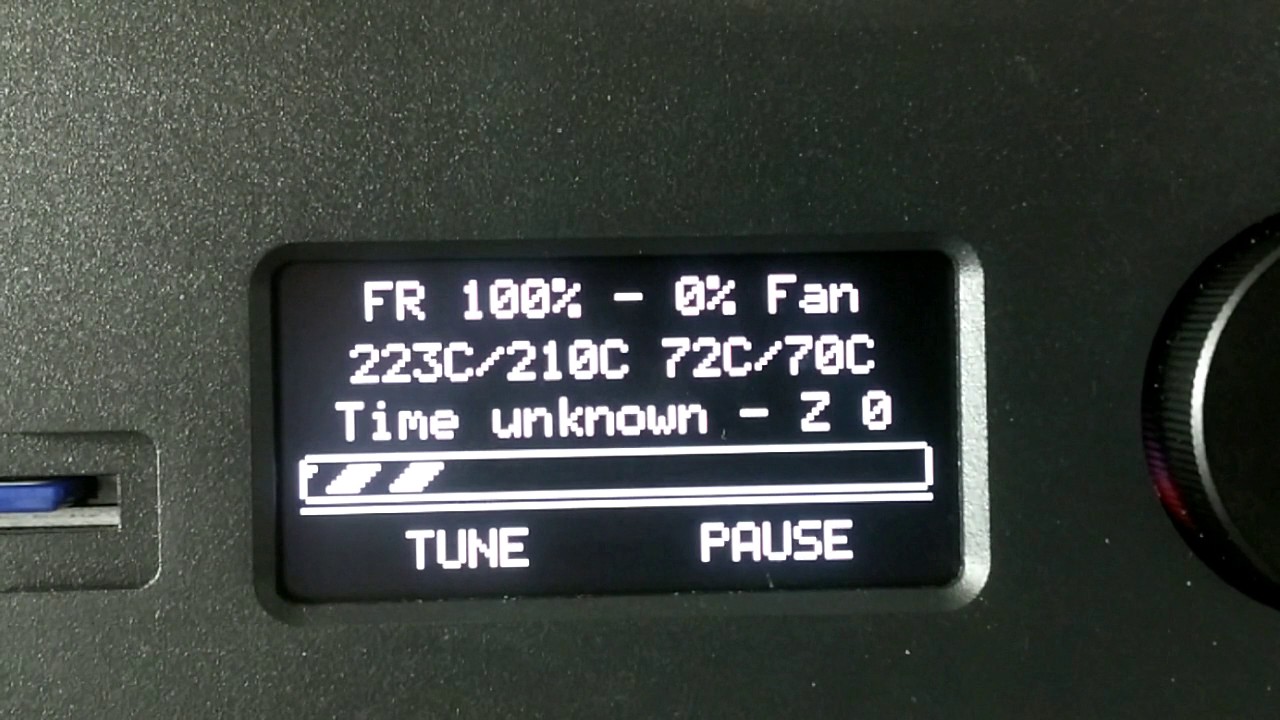 FR 100% - 0% Fan
223C/210C 72C/70C
Time unknown - Z 0
TUNE PAUSE